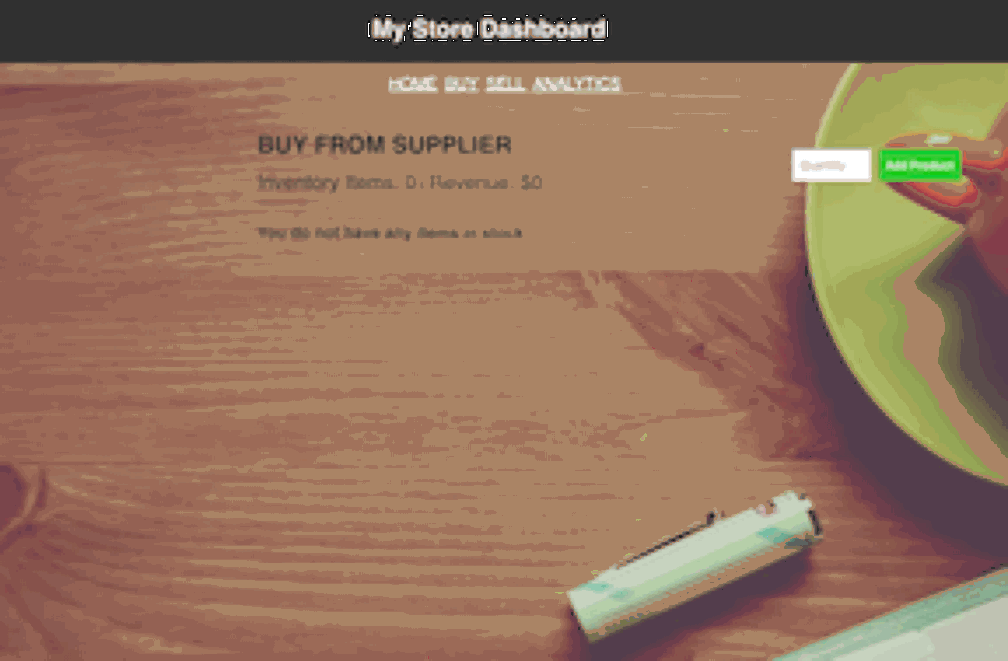 My Store Dashboard
HOME BUY SELL ANALYTICS
BUY FROM SUPPLIER
Inventory Items: 0 | Revenue: $0
Quantity Add Product
You do not have any items in stock